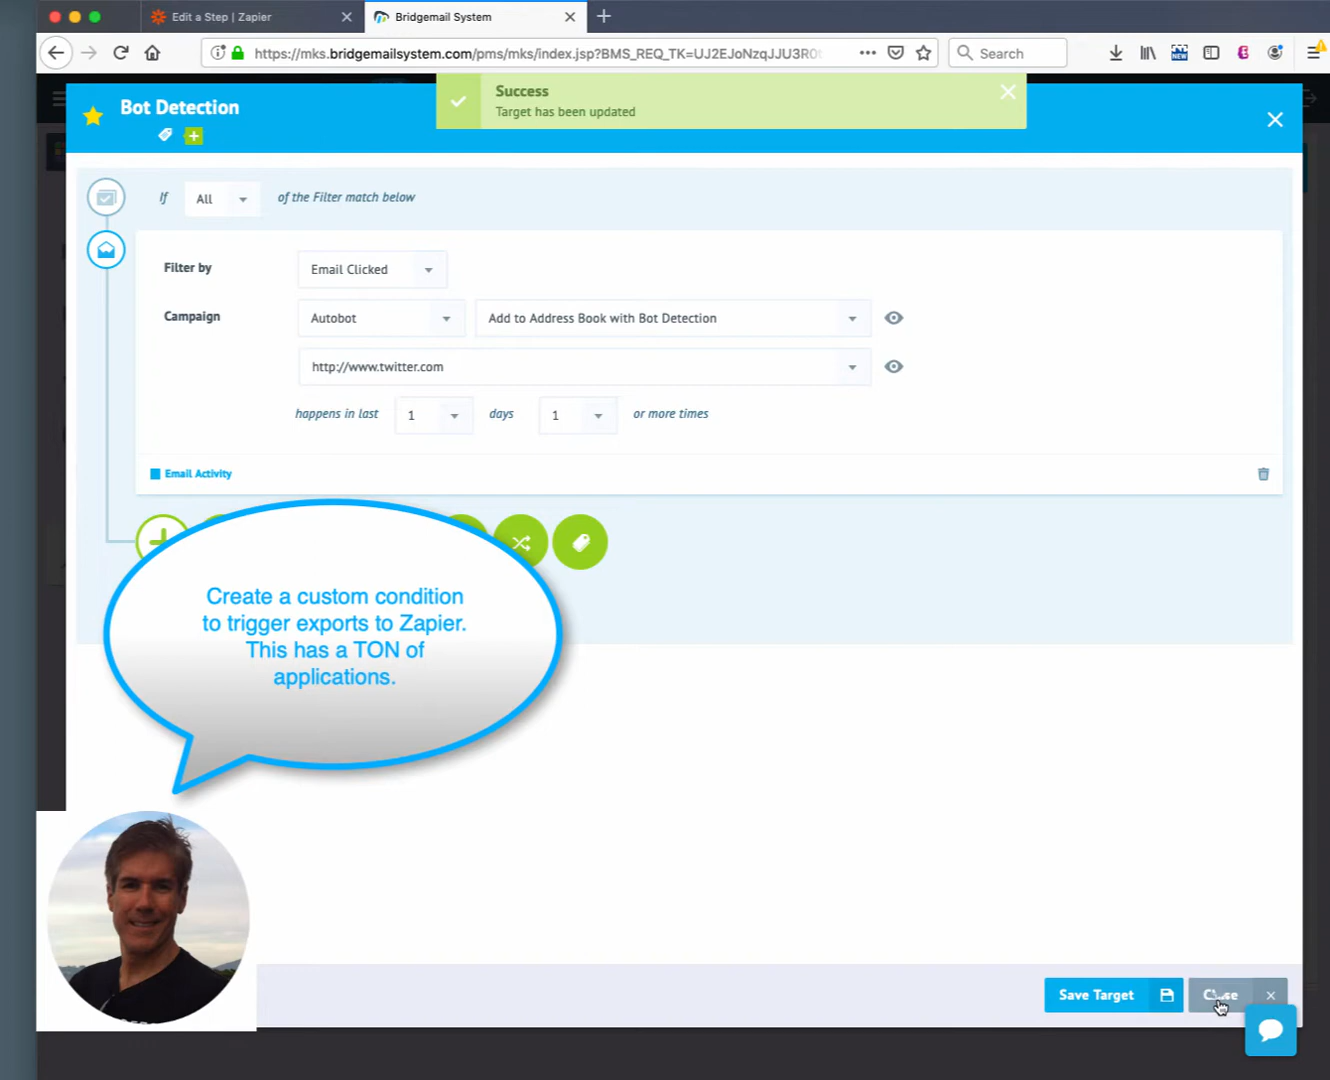 Edit a Step | Zapier
Bridgemail System
https://mks.bridgemailsystem.com/pms/mks/index.jsp?BMS_REQ_TK=UJ2EJoNzqJJU3R0
Search
Bot Detection
Success
Target has been updated
If All of the Filter match below
Filter by Email Clicked
Campaign Autobot Add to Address Book with Bot Detection
http://www.twitter.com
happens in last 1 days 1 or more times
Email Activity
Create a custom condition
to trigger exports to Zapier.
This has a TON of
applications.
Save Target
Close